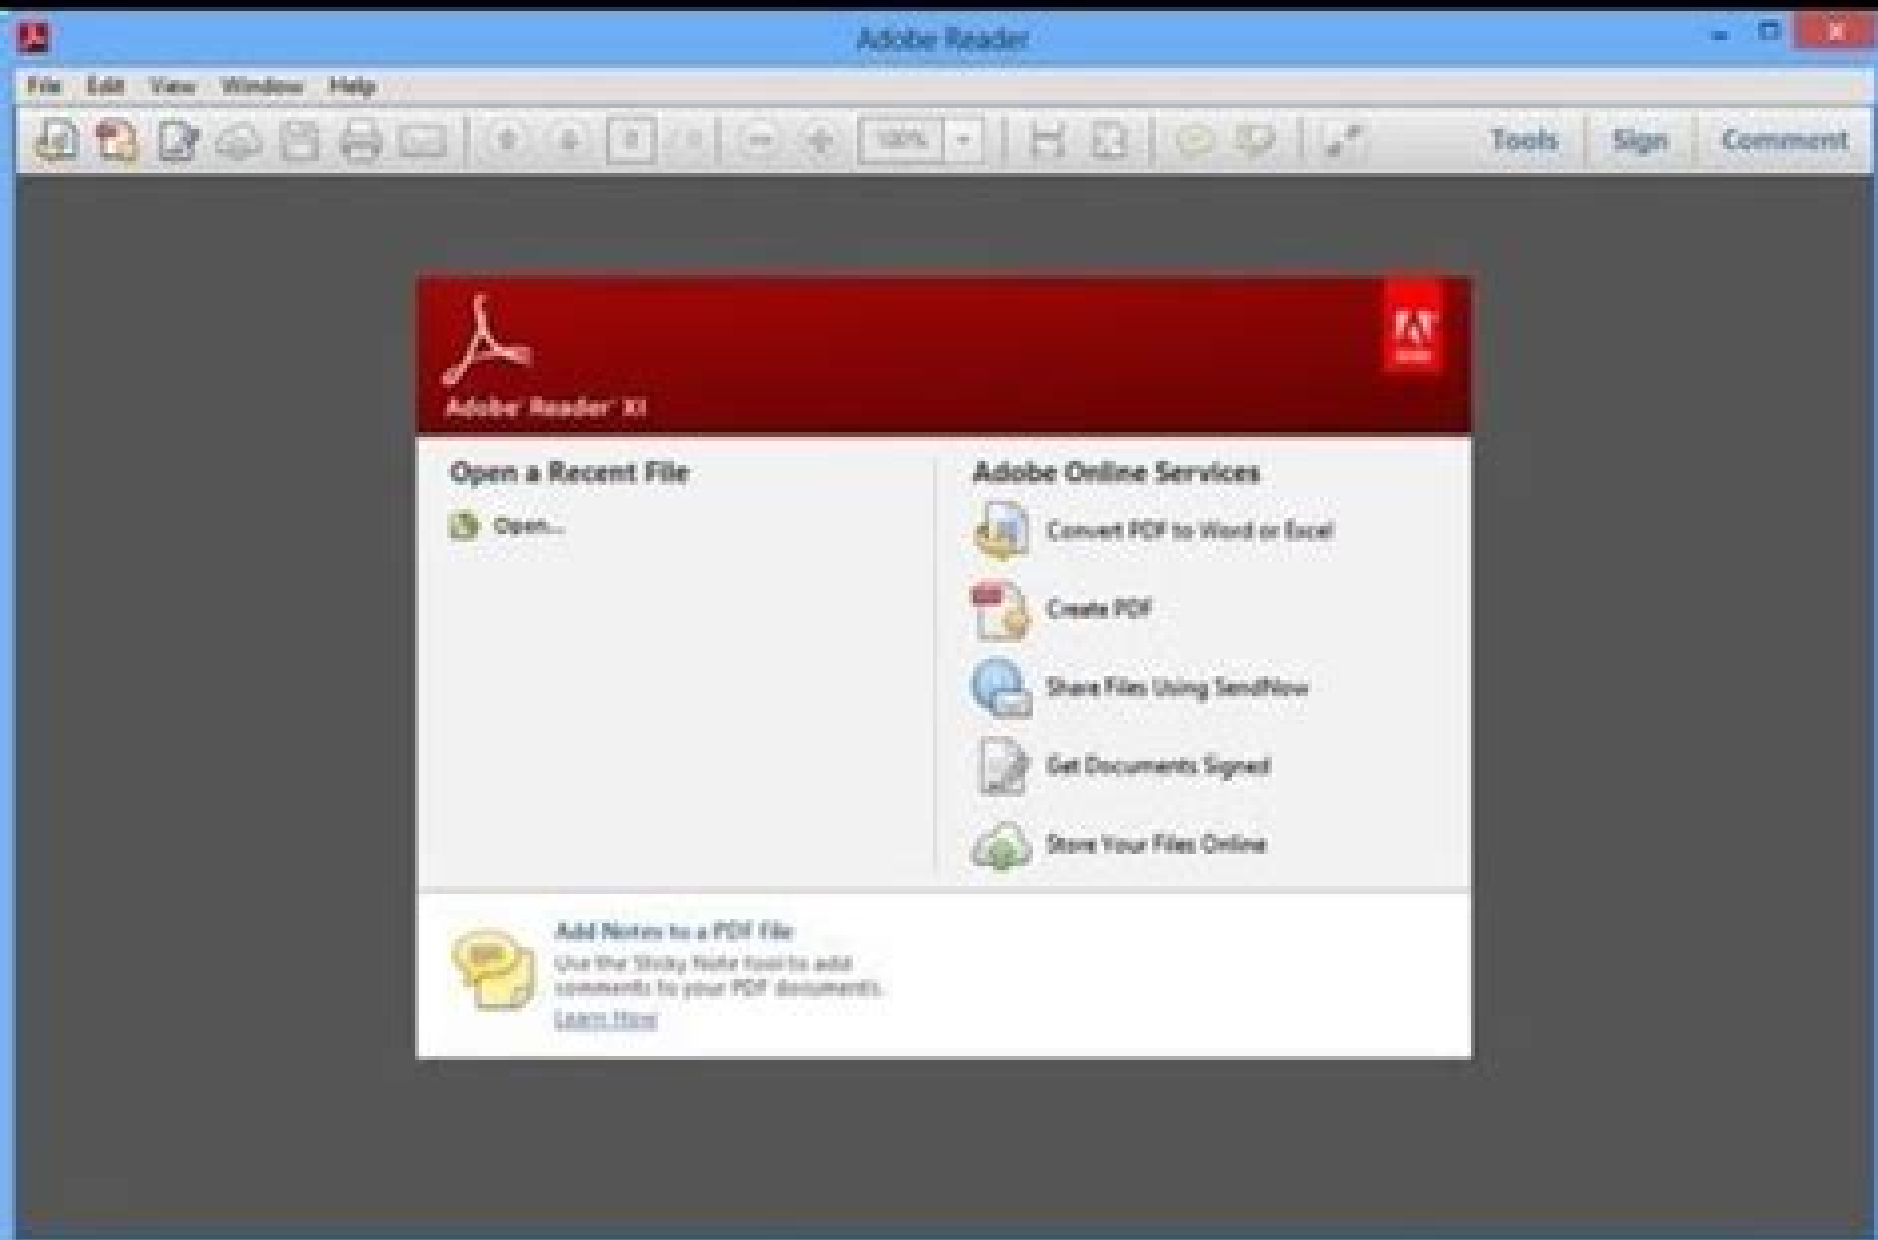 Adobe Reader
File Edit View Window Help
100%
Tools Sign Comment
Adobe Reader XI
Open a Recent File
Open...
Adobe Online Services
Convert PDF to Word or Excel
Create PDF
Share Files Using SendNow
Get Documents Signed
Store Your Files Online
Add Notes to a PDF File
Use the Sticky Note tool to add
comments to your PDF documents.
Learn How